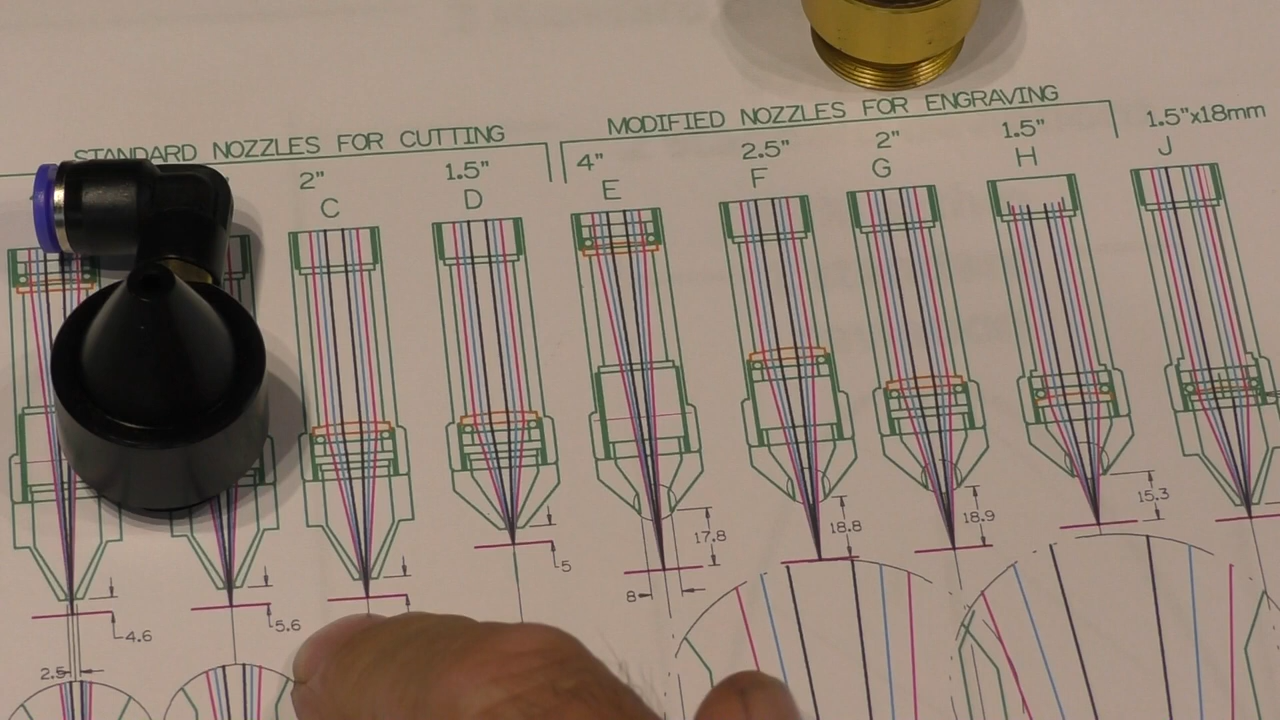 STANDARD NOZZLES FOR CUTTING
MODIFIED NOZZLES FOR ENGRAVING
2"
C
1.5"
D
4"
E
2.5"
F
2"
G
1.5"
H
1.5"x18mm
J
4.6
2.5
5.6
5
17.8
8
18.8
18.9
15.3